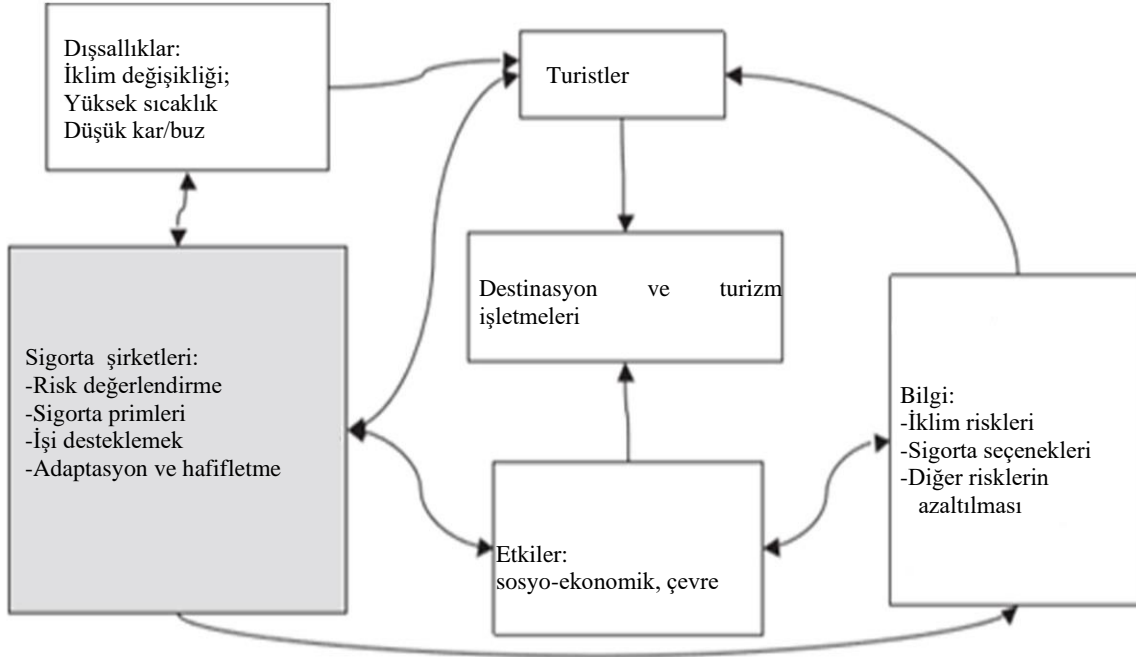 Dışsallıklar:
İklim değişikliği;
Yüksek sıcaklık
Düşük kar/buz
Turistler
Destinasyon ve turizm
işletmeleri
Sigorta şirketleri:
-Risk değerlendirme
-Sigorta primleri
-İşi desteklemek
-Adaptasyon ve hafifletme
Bilgi:
-İklim riskleri
-Sigorta seçenekleri
-Diğer risklerin
azaltılması
Etkiler:
sosyo-ekonomik, çevre